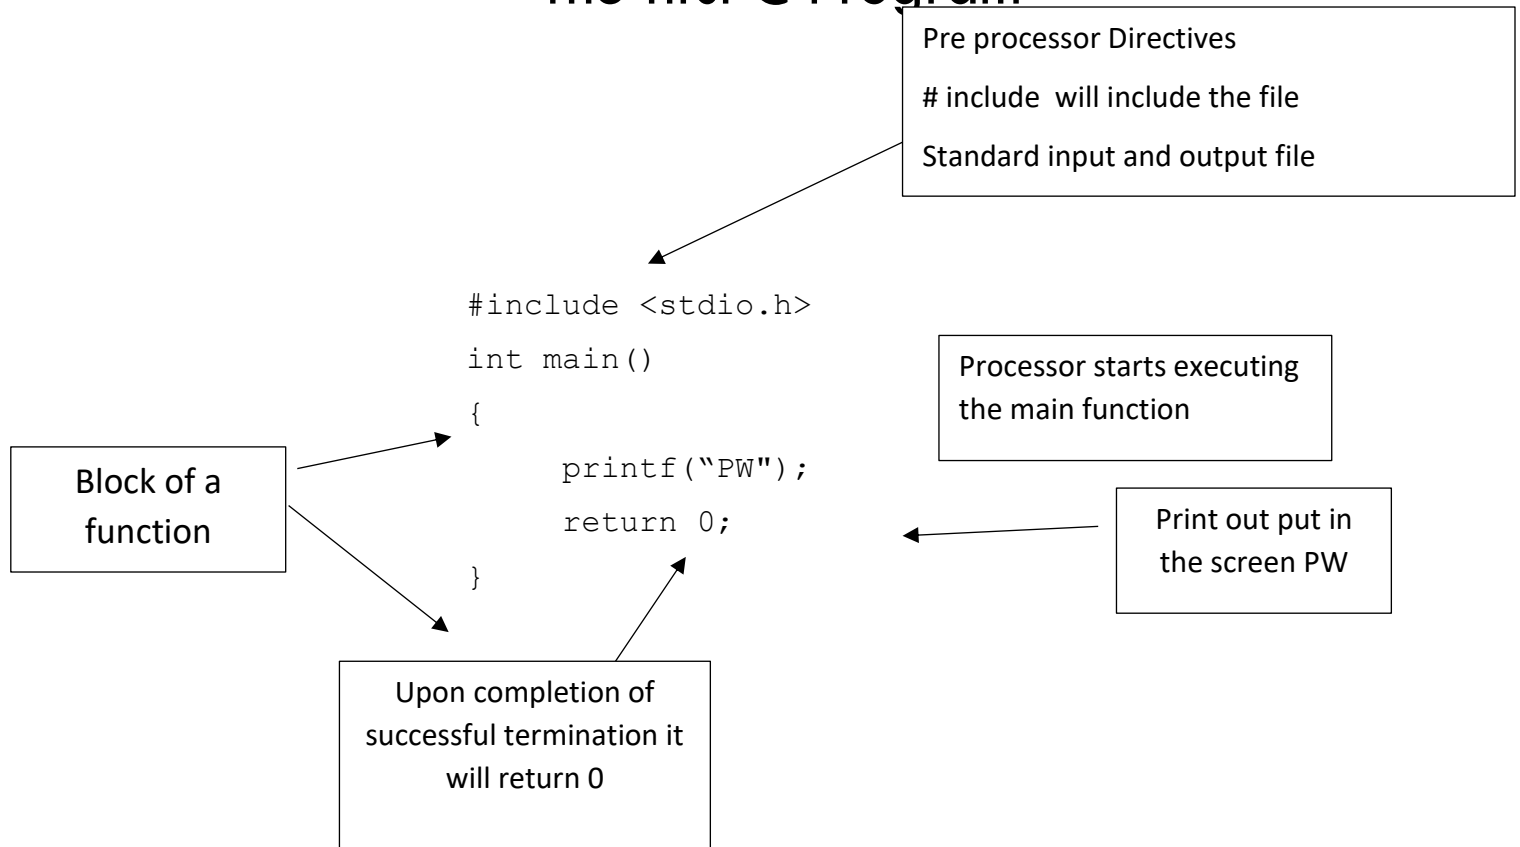 C Program
Pre processor Directives
# include will include the file
Standard input and output file
#include <stdio.h>
int main()
{
printf(“PW");
return 0;
}
Processor starts executing
the main function
Block of a
function
Print out put in
the screen PW
Upon completion of
successful termination it
will return 0